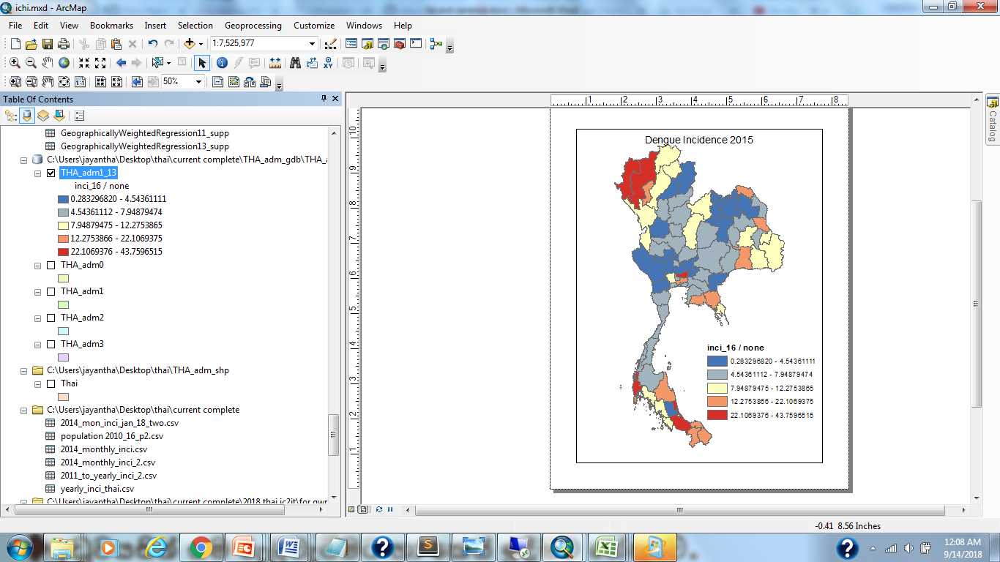 ichi.mxd - ArcMap
File Edit View Bookmarks Insert Selection Geoprocessing Customize Windows Help
1:7,525,977
50%
Table Of Contents
GeographicallyWeightedRegression11_supp
GeographicallyWeightedRegression13_supp
C:\Users\jayantha\Desktop\thai\current complete\THA_adm_gdb\THA_
THA_adm1_13
inci_16 / none
0.283296820 - 4.54361111
4.54361112 - 7.94879474
7.94879475 - 12.2753865
12.2753866 - 22.1069375
22.1069376 - 43.7596515
THA_adm0
THA_adm1
THA_adm2
THA_adm3
C:\Users\jayantha\Desktop\thai\THA_adm_shp
Thai
C:\Users\jayantha\Desktop\thai\current complete
2014_mon_inci_jan_18_two.csv
population 2010_16_p2.csv
2014_monthly_inci.csv
2014_monthly_inci_2.csv
2011_to_yearly_inci_2.csv
yearly_inci_thai.csv
C:\Users\jayantha\Desktop\thai\current complete\2018 thai ic2it\for gwr
1 2 3 4 5 6 7 8
10
9
8
7
6
5
4
3
2
1
Dengue Incidence 2015
inci_16 / none
0.283296820 - 4.54361111
4.54361112 - 7.94879474
7.94879475 - 12.2753865
12.2753866 - 22.1069375
22.1069376 - 43.7596515
Catalog
-0.41 8.56 Inches
12:08 AM
9/14/2018